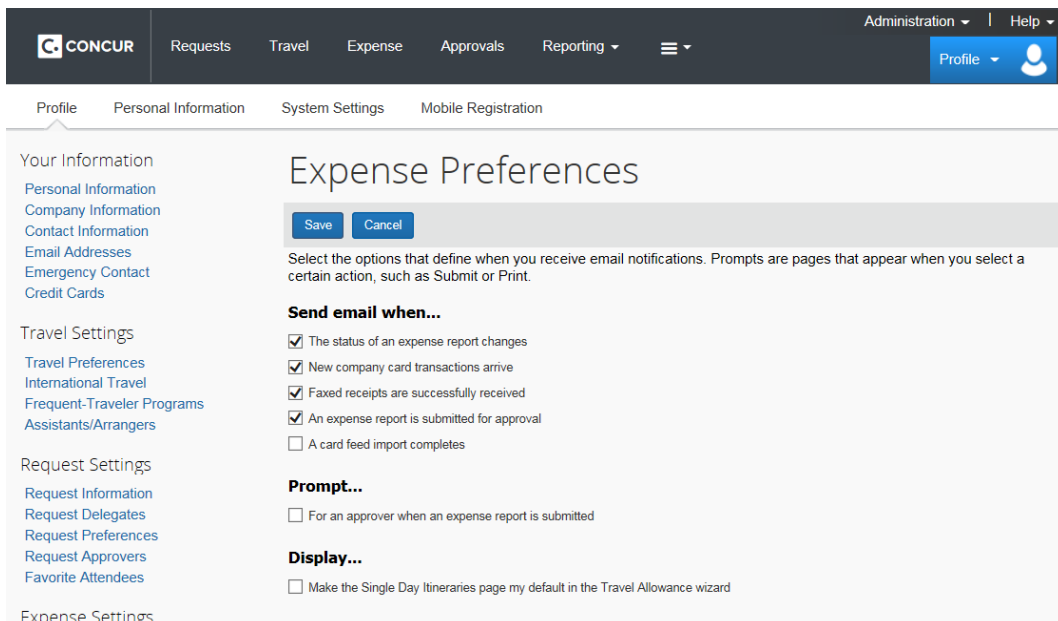 Administration Help
C. CONCUR Requests Travel Expense Approvals Reporting
Profile
Profile Personal Information System Settings Mobile Registration
Your Information
Personal Information
Company Information
Contact Information
Email Addresses
Emergency Contact
Credit Cards
Travel Settings
Travel Preferences
International Travel
Frequent-Traveler Programs
Assistants/Arrangers
Request Settings
Request Information
Request Delegates
Request Preferences
Request Approvers
Favorite Attendees
Expense Settings
Expense Preferences
Save Cancel
Select the options that define when you receive email notifications. Prompts are pages that appear when you select a
certain action, such as Submit or Print.
Send email when...
The status of an expense report changes
New company card transactions arrive
Faxed receipts are successfully received
An expense report is submitted for approval
A card feed import completes
Prompt...
For an approver when an expense report is submitted
Display...
Make the Single Day Itineraries page my default in the Travel Allowance wizard